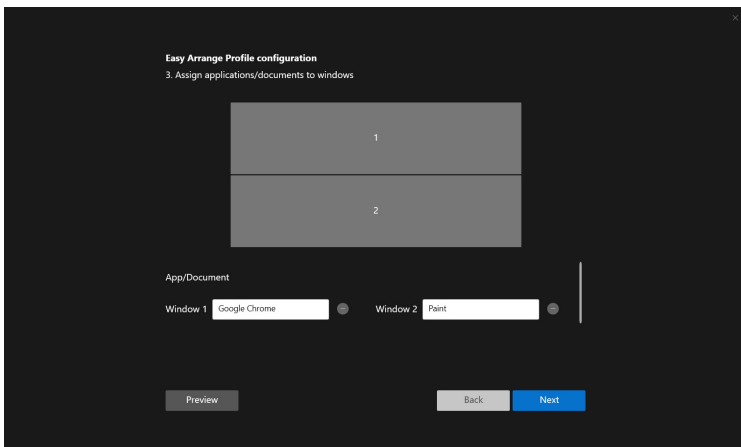 Easy Arrange Profile configuration
3. Assign applications/documents to windows
1
2
App/Document
Window 1 Google Chrome Window 2 Paint
Preview Back Next